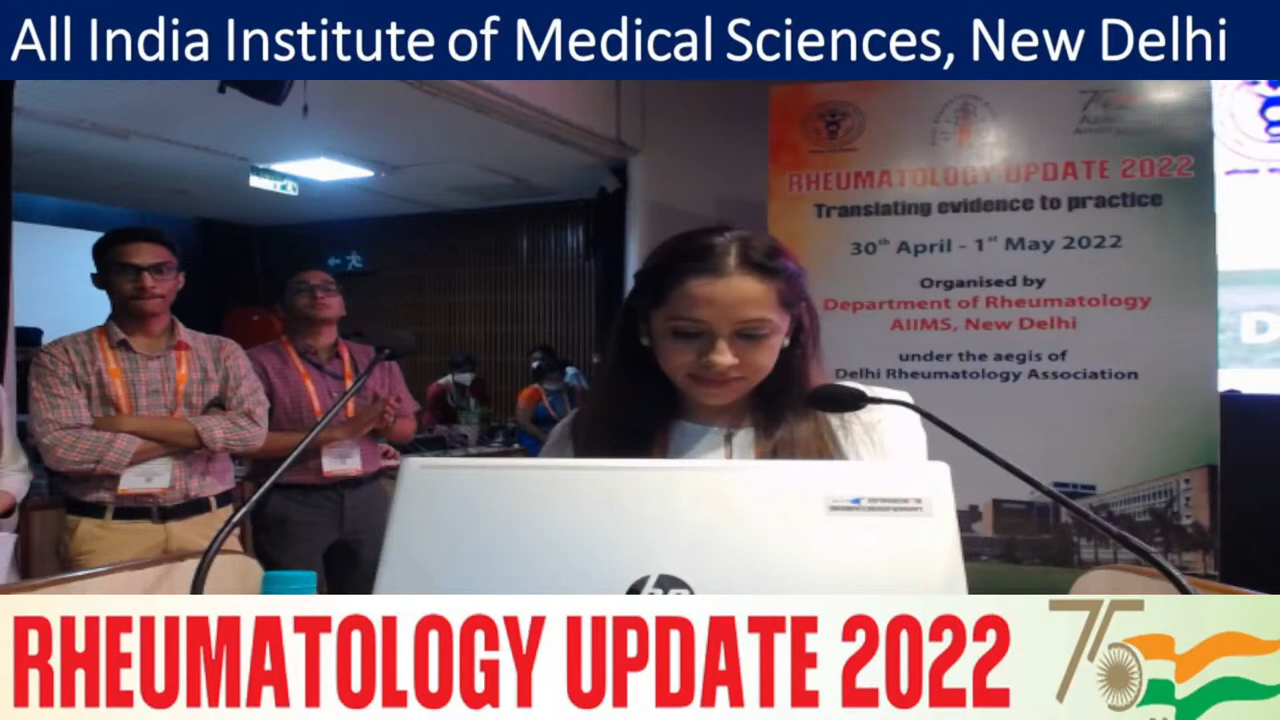 All India Institute of Medical Sciences, New Delhi
RHEUMATOLOGY UPDATE 2022
Translating evidence to practice
30th April - 1st May 2022
Organised by
Department of Rheumatology
AIIMS, New Delhi
under the aegis of
Delhi Rheumatology Association
D
hp
RHEUMATOLOGY UPDATE 2022
75